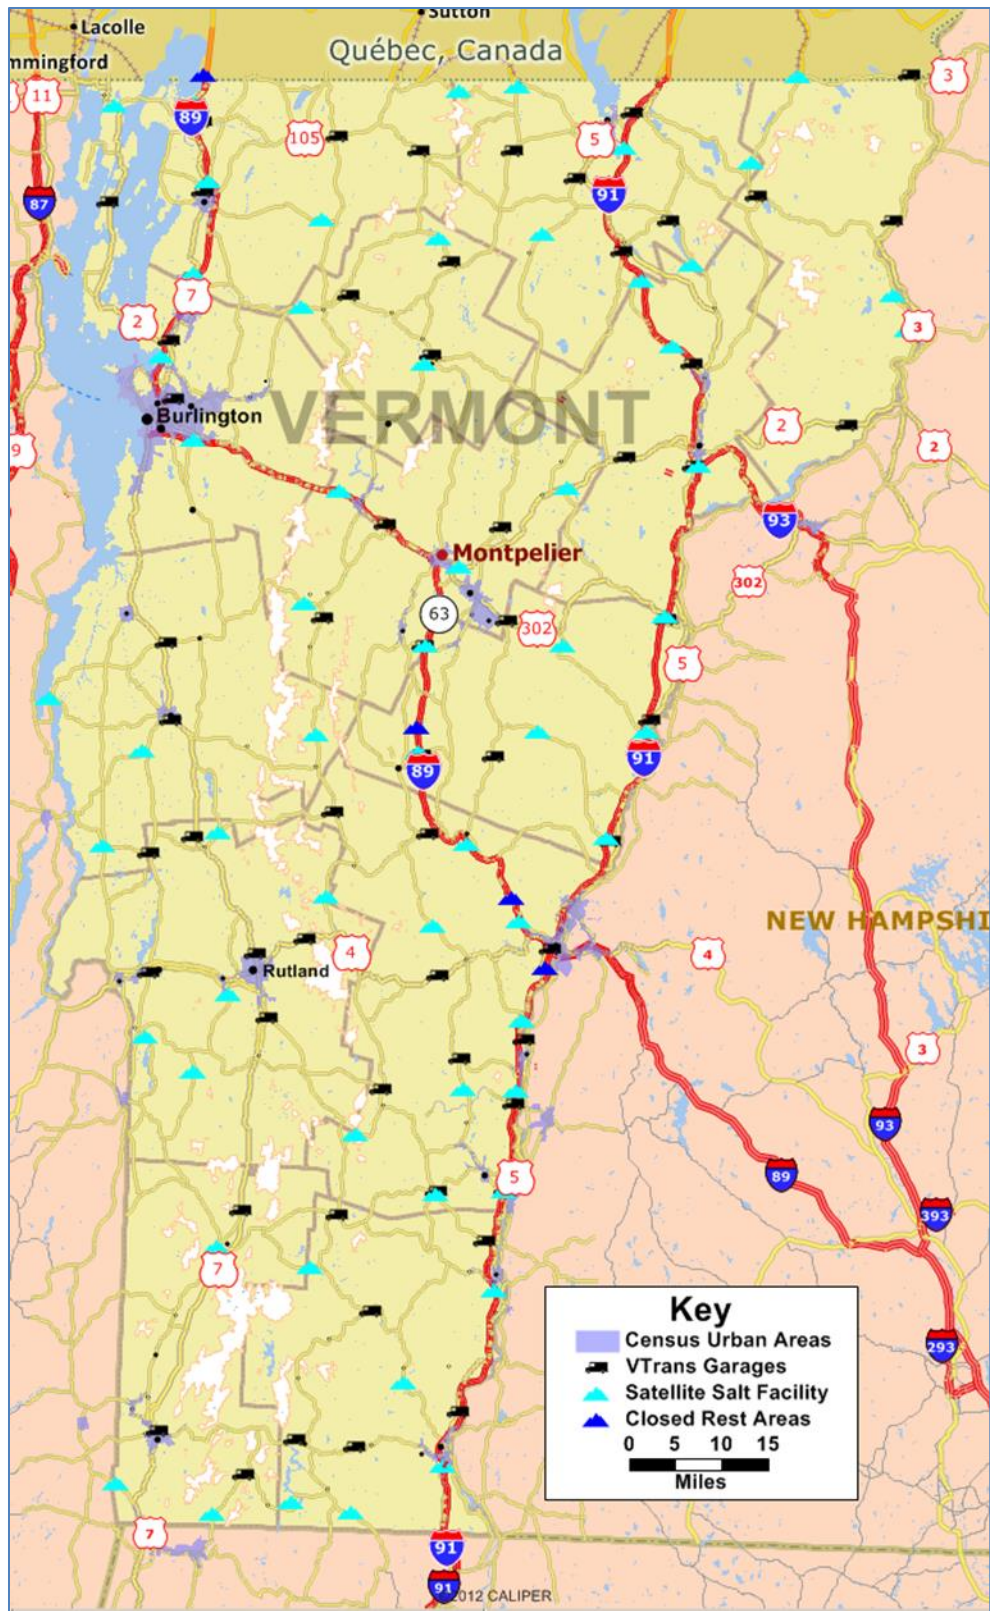 Sutton
Lacolle
Québec, Canada
mmingford
3
11
89
105
5
91
87
7
2
3
VERMONT
Burlington
2
2
9
93
Montpelier
302
63
302
5
91
89
NEW HAMPSHI
4
4
Rutland
3
93
89
5
393
7
Key
Census Urban Areas
VTrans Garages
Satellite Salt Facility
Closed Rest Areas
0 5 10 15
Miles
293
7
91
91
2012 CALIPER